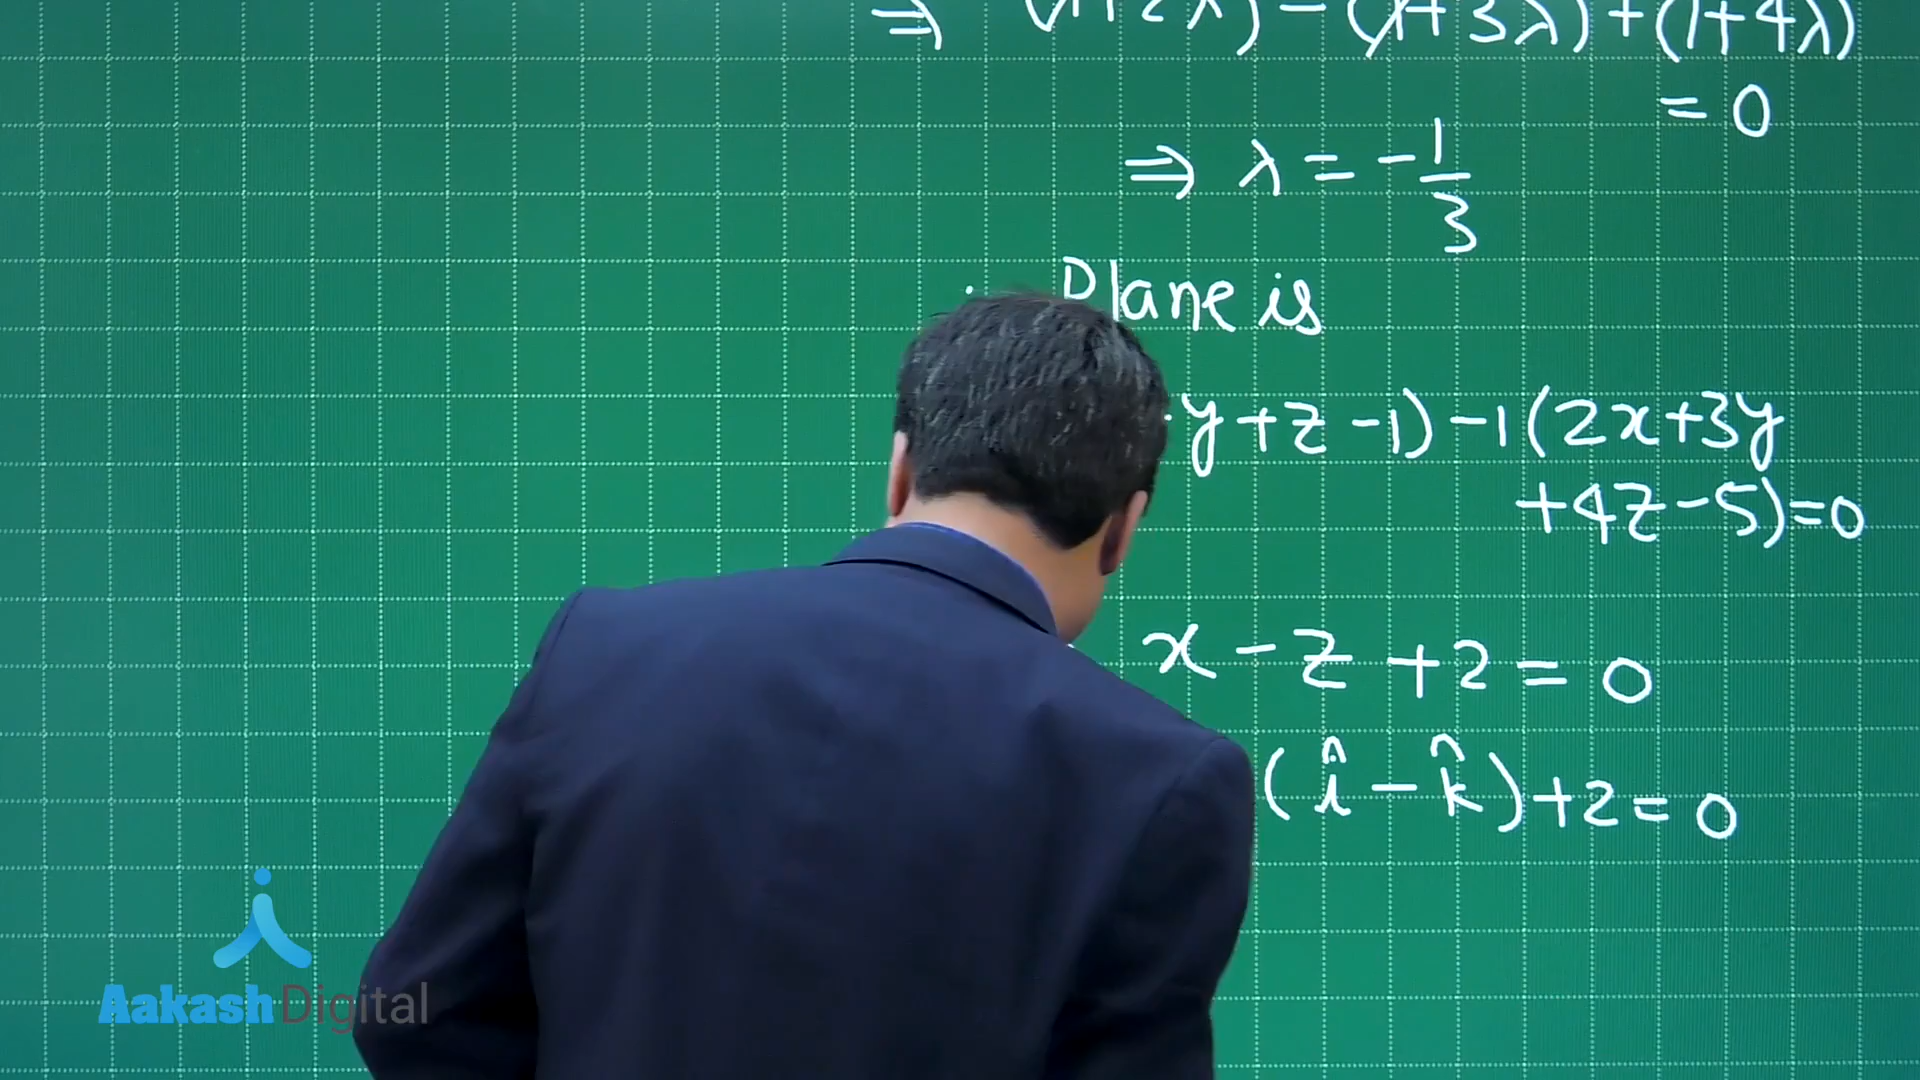 ⇒ (1+2λ) - (1+3λ) + (1+4λ)
= 0
⇒ λ = -1/3
Plane is
y + z - 1) - 1 (2x + 3y
+ 4z - 5) = 0
x - z + 2 = 0
(î - k̂) + 2 = 0
Aakash Digital